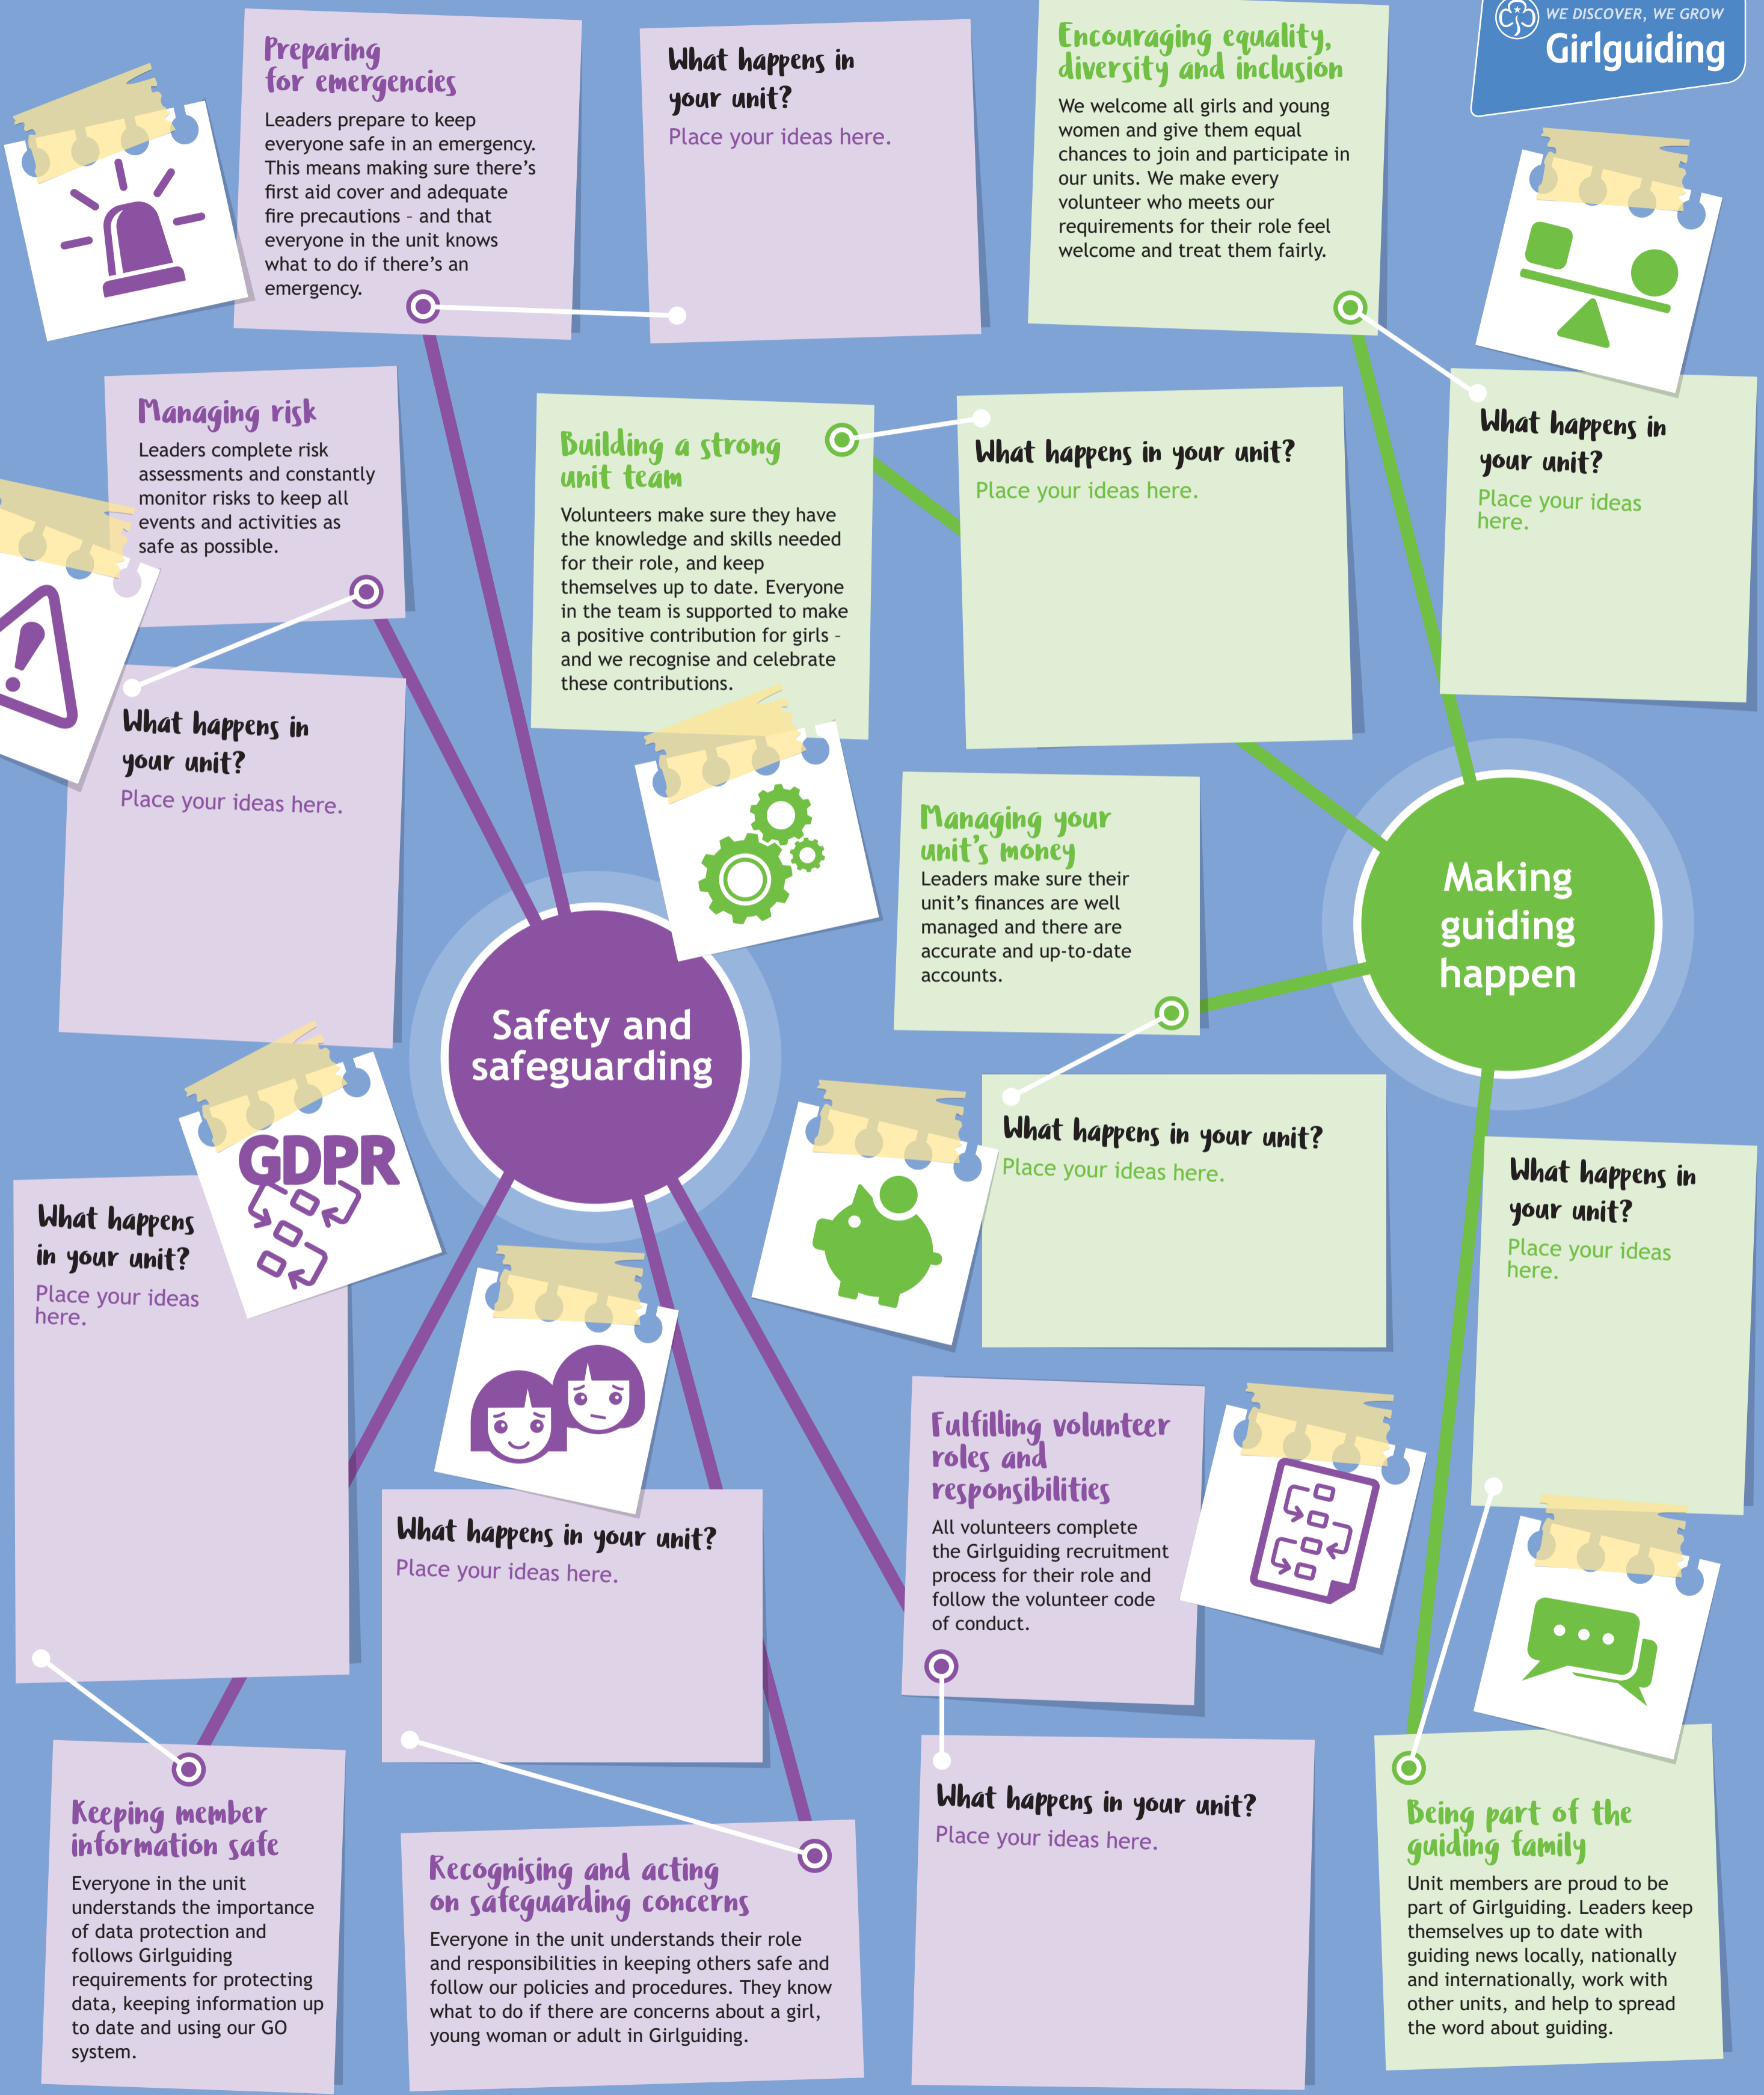 WE DISCOVER, WE GROW
Girlguiding
Preparing
for emergencies
Leaders prepare to keep
everyone safe in an emergency.
This means making sure there's
first aid cover and adequate
fire precautions - and that
everyone in the unit knows
what to do if there's an
emergency.
What happens in
your unit?
Place your ideas here.
Encouraging equality,
diversity and inclusion
We welcome all girls and young
women and give them equal
chances to join and participate in
our units. We make every
volunteer who meets our
requirements for their role feel
welcome and treat them fairly.
What happens in
your unit?
Place your ideas
here.
Managing risk
Leaders complete risk
assessments and constantly
monitor risks to keep all
events and activities as
safe as possible.
What happens in
your unit?
Place your ideas here.
Building a strong
unit team
Volunteers make sure they have
the knowledge and skills needed
for their role, and keep
themselves up to date. Everyone
in the team is supported to make
a positive contribution for girls -
and we recognise and celebrate
these contributions.
What happens in your unit?
Place your ideas here.
Managing your
unit's money
Leaders make sure their
unit's finances are well
managed and there are
accurate and up-to-date
accounts.
What happens in your unit?
Place your ideas here.
Making
guiding
happen
Safety and
safeguarding
GDPR
What happens
in your unit?
Place your ideas
here.
What happens in your unit?
Place your ideas here.
What happens in
your unit?
Place your ideas
here.
Fulfilling volunteer
roles and
responsibilities
All volunteers complete
the Girlguiding recruitment
process for their role and
follow the volunteer code
of conduct.
What happens in your unit?
Place your ideas here.
Keeping member
information safe
Everyone in the unit
understands the importance
of data protection and
follows Girlguiding
requirements for protecting
data, keeping information up
to date and using our GO
system.
Recognising and acting
on safeguarding concerns
Everyone in the unit understands their role
and responsibilities in keeping others safe and
follow our policies and procedures. They know
what to do if there are concerns about a girl,
young woman or adult in Girlguiding.
Being part of the
guiding family
Unit members are proud to be
part of Girlguiding. Leaders keep
themselves up to date with
guiding news locally, nationally
and internationally, work with
other units, and help to spread
the word about guiding.